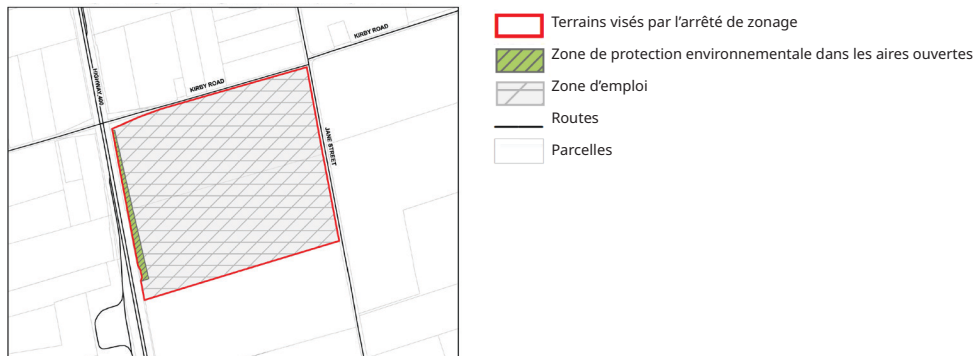 KIRBY ROAD
HIGHWAY 400
KIRBY ROAD
JANE STREET
Terrains visés par l’arrêté de zonage
Zone de protection environnementale dans les aires ouvertes
Zone d’emploi
Routes
Parcelles